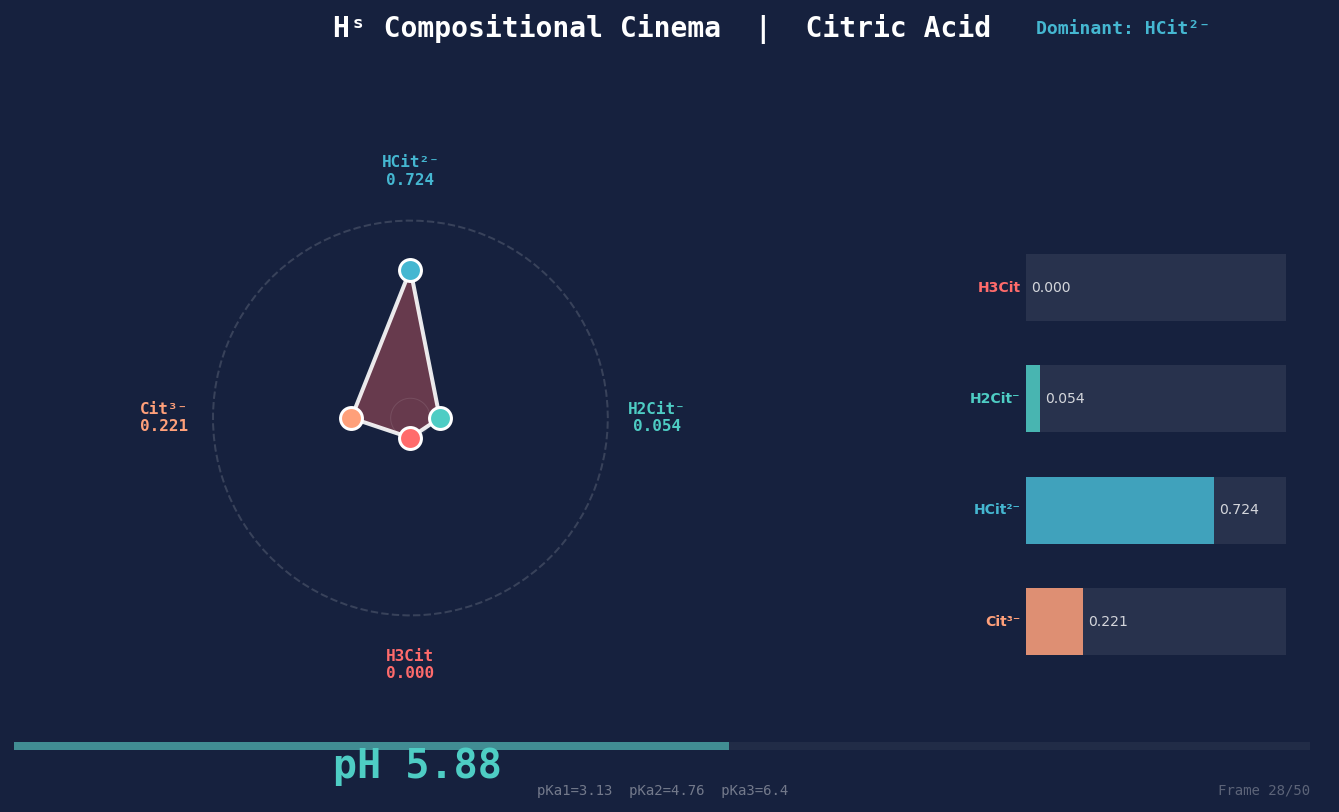 Hˢ Compositional Cinema | Citric Acid
Dominant: HCit²⁻
HCit²⁻
0.724
Cit³⁻
0.221
H2Cit⁻
0.054
H3Cit
0.000
H3Cit 0.000
H2Cit⁻ 0.054
HCit²⁻ 0.724
Cit³⁻ 0.221
pH 5.88
pKa1=3.13 pKa2=4.76 pKa3=6.4
Frame 28/50